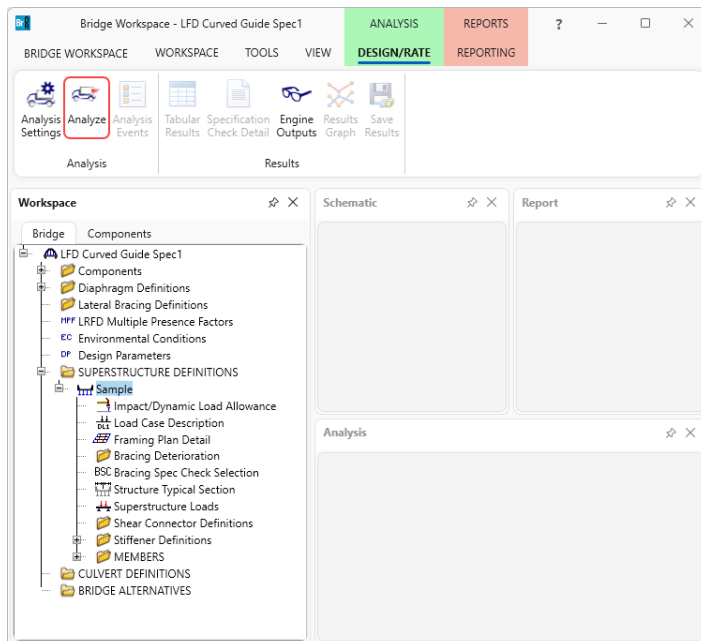 Br
Bridge Workspace - LFD Curved Guide Spec1
ANALYSIS
REPORTS
?
BRIDGE WORKSPACE
WORKSPACE
TOOLS
VIEW
DESIGN/RATE
REPORTING
Analysis Settings
Analyze
Analysis Events
Tabular Results
Specification Check Detail
Engine Outputs
Results Graph
Save Results
Analysis
Results
Workspace
Schematic
Report
Bridge
Components
LFD Curved Guide Spec1
Components
Diaphragm Definitions
Lateral Bracing Definitions
MPF LRFD Multiple Presence Factors
EC Environmental Conditions
DP Design Parameters
SUPERSTRUCTURE DEFINITIONS
Sample
Impact/Dynamic Load Allowance
DL1 Load Case Description
Framing Plan Detail
Bracing Deterioration
BSC Bracing Spec Check Selection
Structure Typical Section
Superstructure Loads
Shear Connector Definitions
Stiffener Definitions
MEMBERS
CULVERT DEFINITIONS
BRIDGE ALTERNATIVES
Analysis